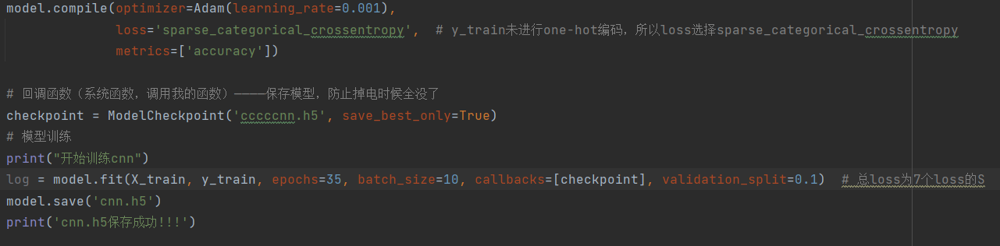 model.compile(optimizer=Adam(learning_rate=0.001),
loss='sparse_categorical_crossentropy',  # y_train未进行one-hot编码，所以loss选择sparse_categorical_crossentropy
metrics=['accuracy'])
# 回调函数（系统函数，调用我的函数）————保存模型，防止掉电时候全没了
checkpoint = ModelCheckpoint('cccccnn.h5', save_best_only=True)
# 模型训练
print("开始训练cnn")
log = model.fit(X_train, y_train, epochs=35, batch_size=10, callbacks=[checkpoint], validation_split=0.1)  # 总loss为7个loss的S
model.save('cnn.h5')
print('cnn.h5保存成功!!!')